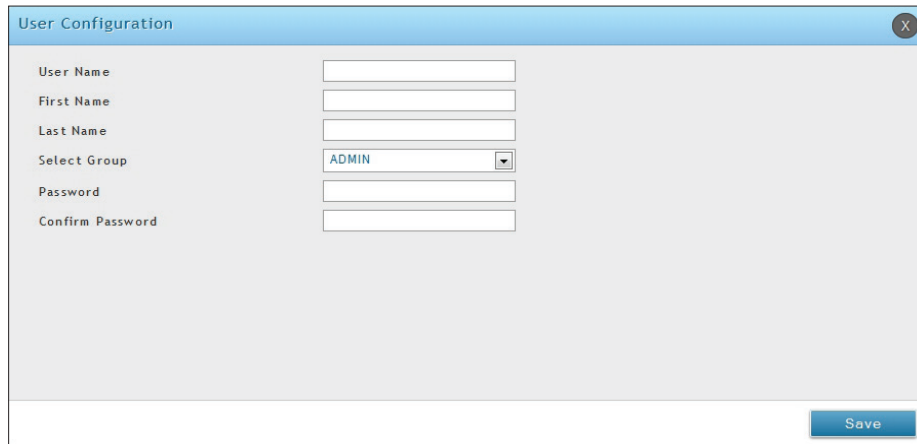 User Configuration
X
User Name
First Name
Last Name
Select Group ADMIN
Password
Confirm Password
Save